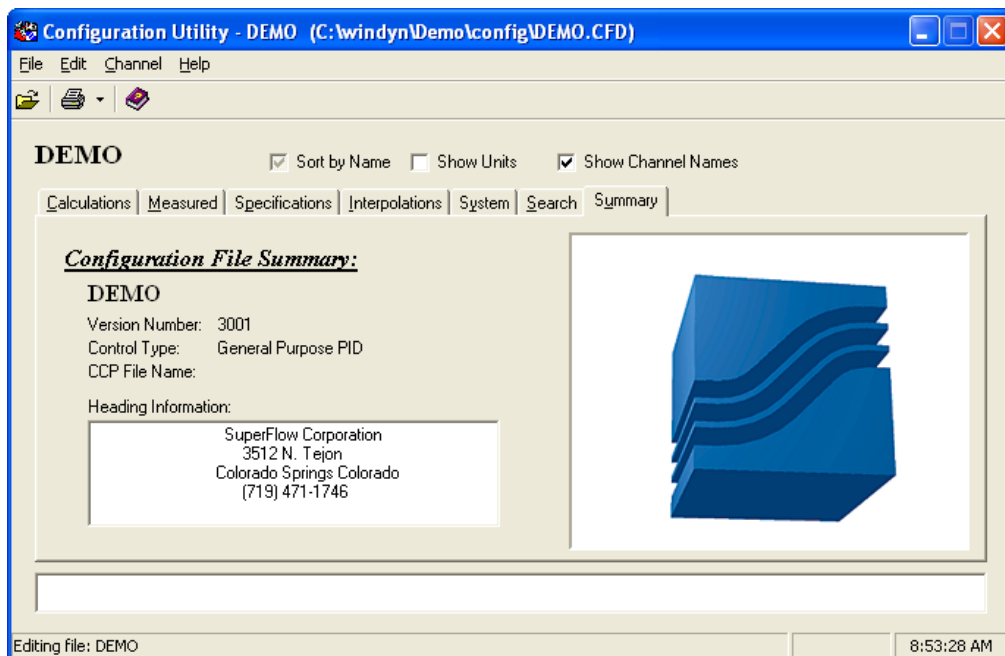 Configuration Utility - DEMO (C:\windyn\Demo\config\DEMO.CFD)
File Edit Channel Help
DEMO
Sort by Name Show Units Show Channel Names
Calculations Measured Specifications Interpolations System Search Summary
Configuration File Summary:
DEMO
Version Number: 3001
Control Type: General Purpose PID
CCP File Name:
Heading Information:
SuperFlow Corporation
3512 N. Tejon
Colorado Springs Colorado
(719) 471-1746
Editing file: DEMO 8:53:28 AM